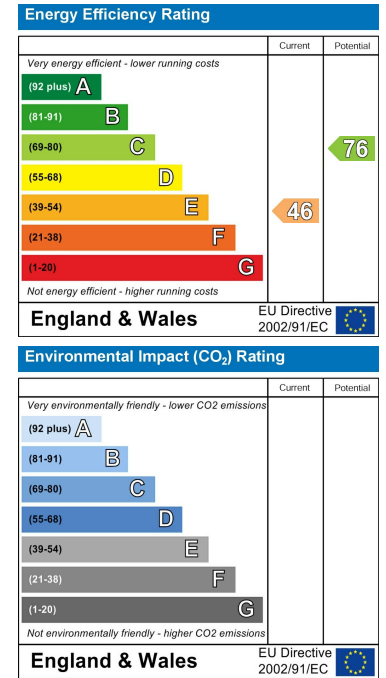 Energy Efficiency Rating
Current Potential
Very energy efficient - lower running costs
(92 plus) A
(81-91) B
(69-80) C
76
(55-68) D
(39-54) E
46
(21-38) F
(1-20) G
Not energy efficient - higher running costs
England & Wales
EU Directive
2002/91/EC
Environmental Impact (CO₂) Rating
Current Potential
Very environmentally friendly - lower CO2 emissions
(92 plus) A
(81-91) B
(69-80) C
(55-68) D
(39-54) E
(21-38) F
(1-20) G
Not environmentally friendly - higher CO2 emissions
England & Wales
EU Directive
2002/91/EC